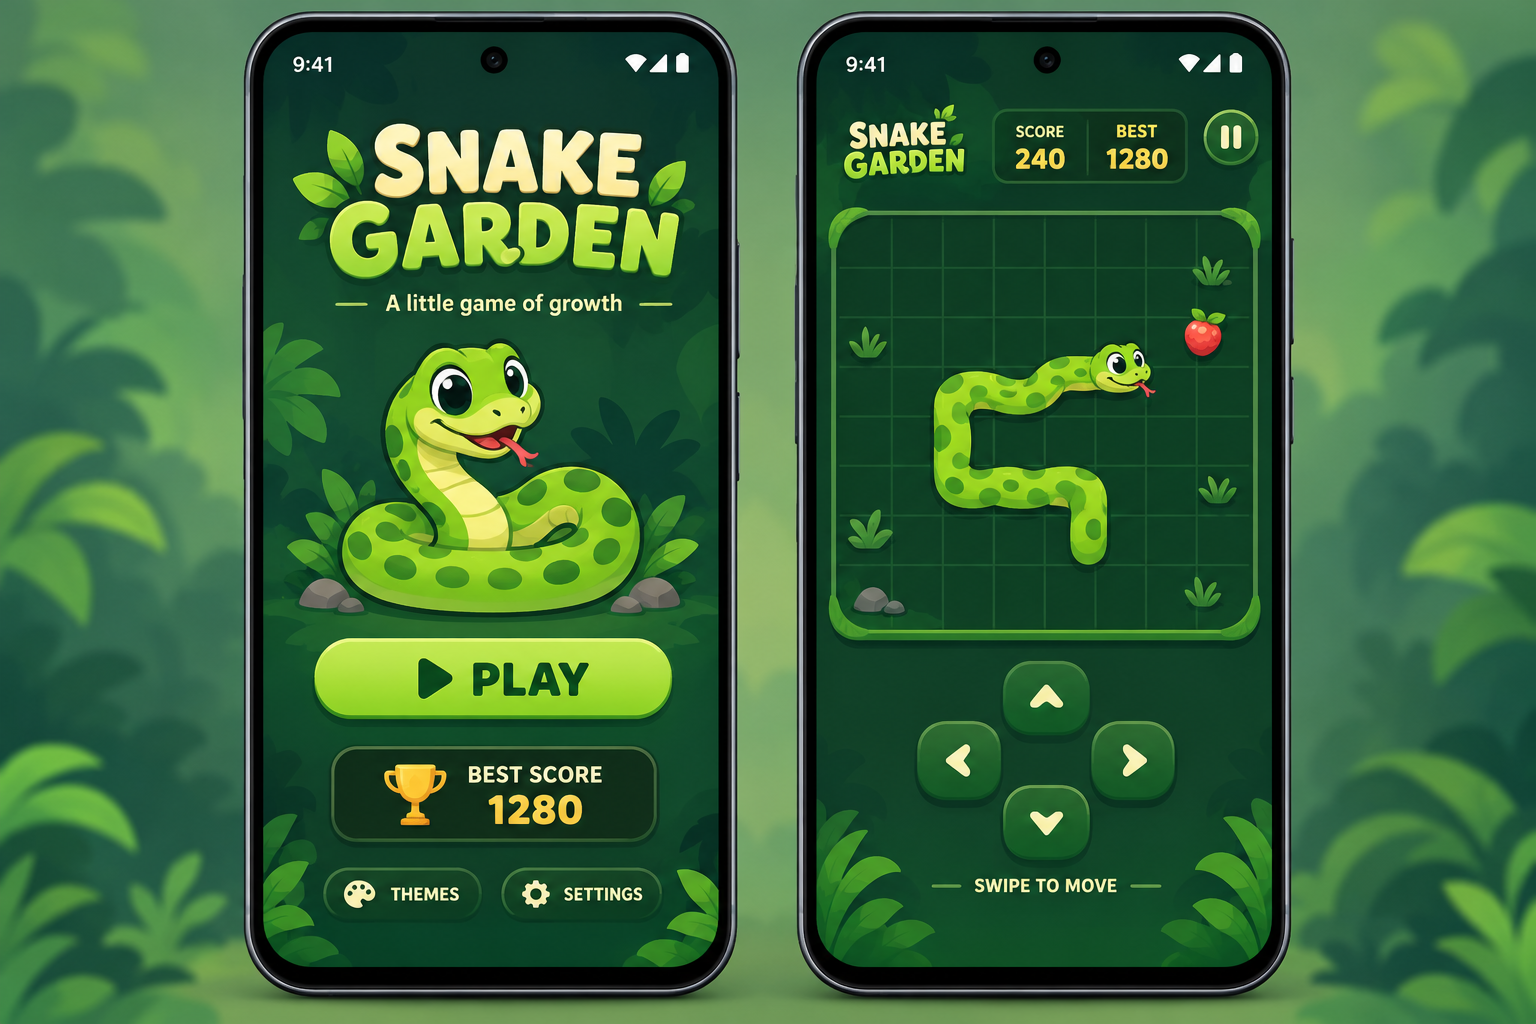 9:41
SNAKE
GARDEN
A little game of growth
PLAY
BEST SCORE
1280
THEMES
SETTINGS
9:41
SNAKE
GARDEN
SCORE
240
BEST
1280
SWIPE TO MOVE